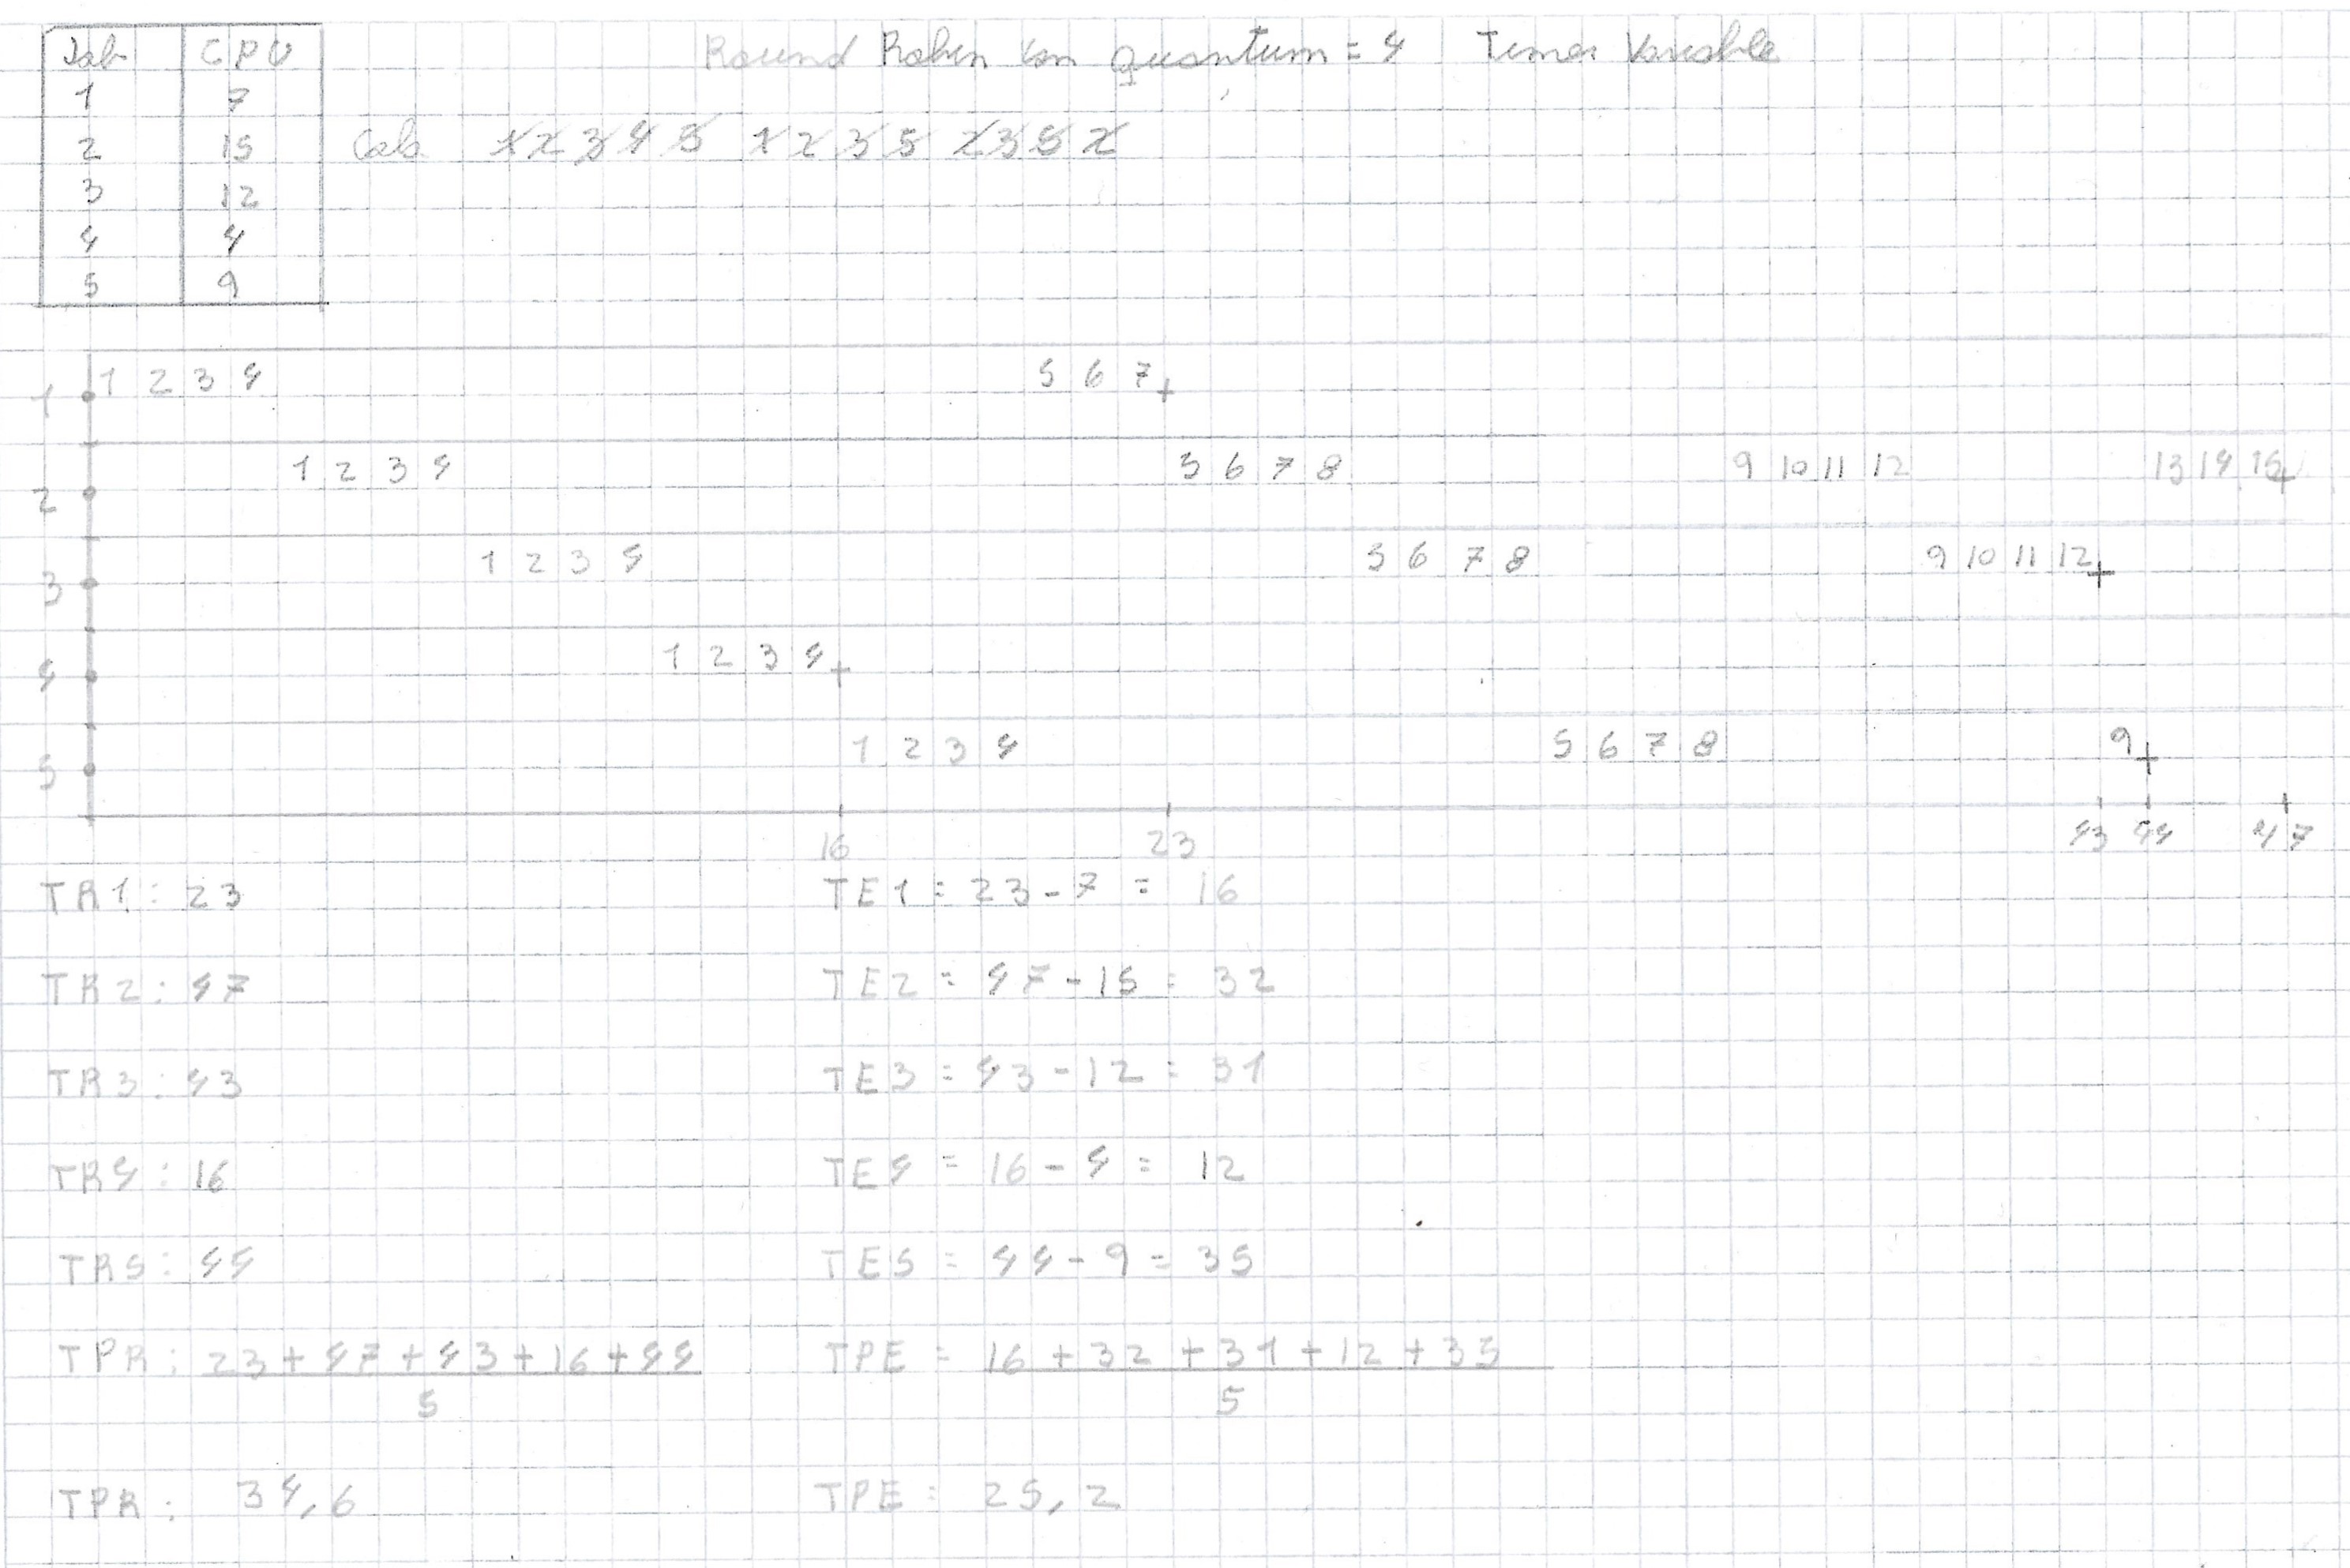 Job CPU Round Robin con Quantum = 4 Timer Variable
1 7
2 15 Cola 1 2 3 4 5 1 2 3 5 2 3 5 2
3 12
4 4
5 9
1 1 2 3 4 5 6 7
2 1 2 3 4 5 6 7 8 9 10 11 12 13 14 15
3 1 2 3 4 5 6 7 8 9 10 11 12
4 1 2 3 4
5 1 2 3 4 5 6 7 8 9
16 23 43 44 47
TR1: 23 TE1 = 23 - 7 = 16
TR2: 47 TE2 = 47 - 15 = 32
TR3: 43 TE3 = 43 - 12 = 31
TR4: 16 TE4 = 16 - 4 = 12
TR5: 44 TE5 = 44 - 9 = 35
TPR: 23 + 47 + 43 + 16 + 44 TPE = 16 + 32 + 31 + 12 + 35
5 5
TPR: 34,6 TPE = 25,2